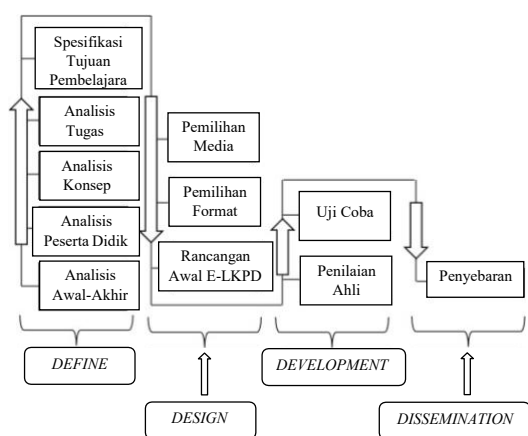 Spesifikasi
Tujuan
Pembelajara
Analisis
Tugas
Analisis
Konsep
Analisis
Peserta Didik
Analisis
Awal-Akhir
DEFINE
Pemilihan
Media
Pemilihan
Format
Rancangan
Awal E-LKPD
DESIGN
Uji Coba
Penilaian
Ahli
DEVELOPMENT
Penyebaran
DISSEMINATION